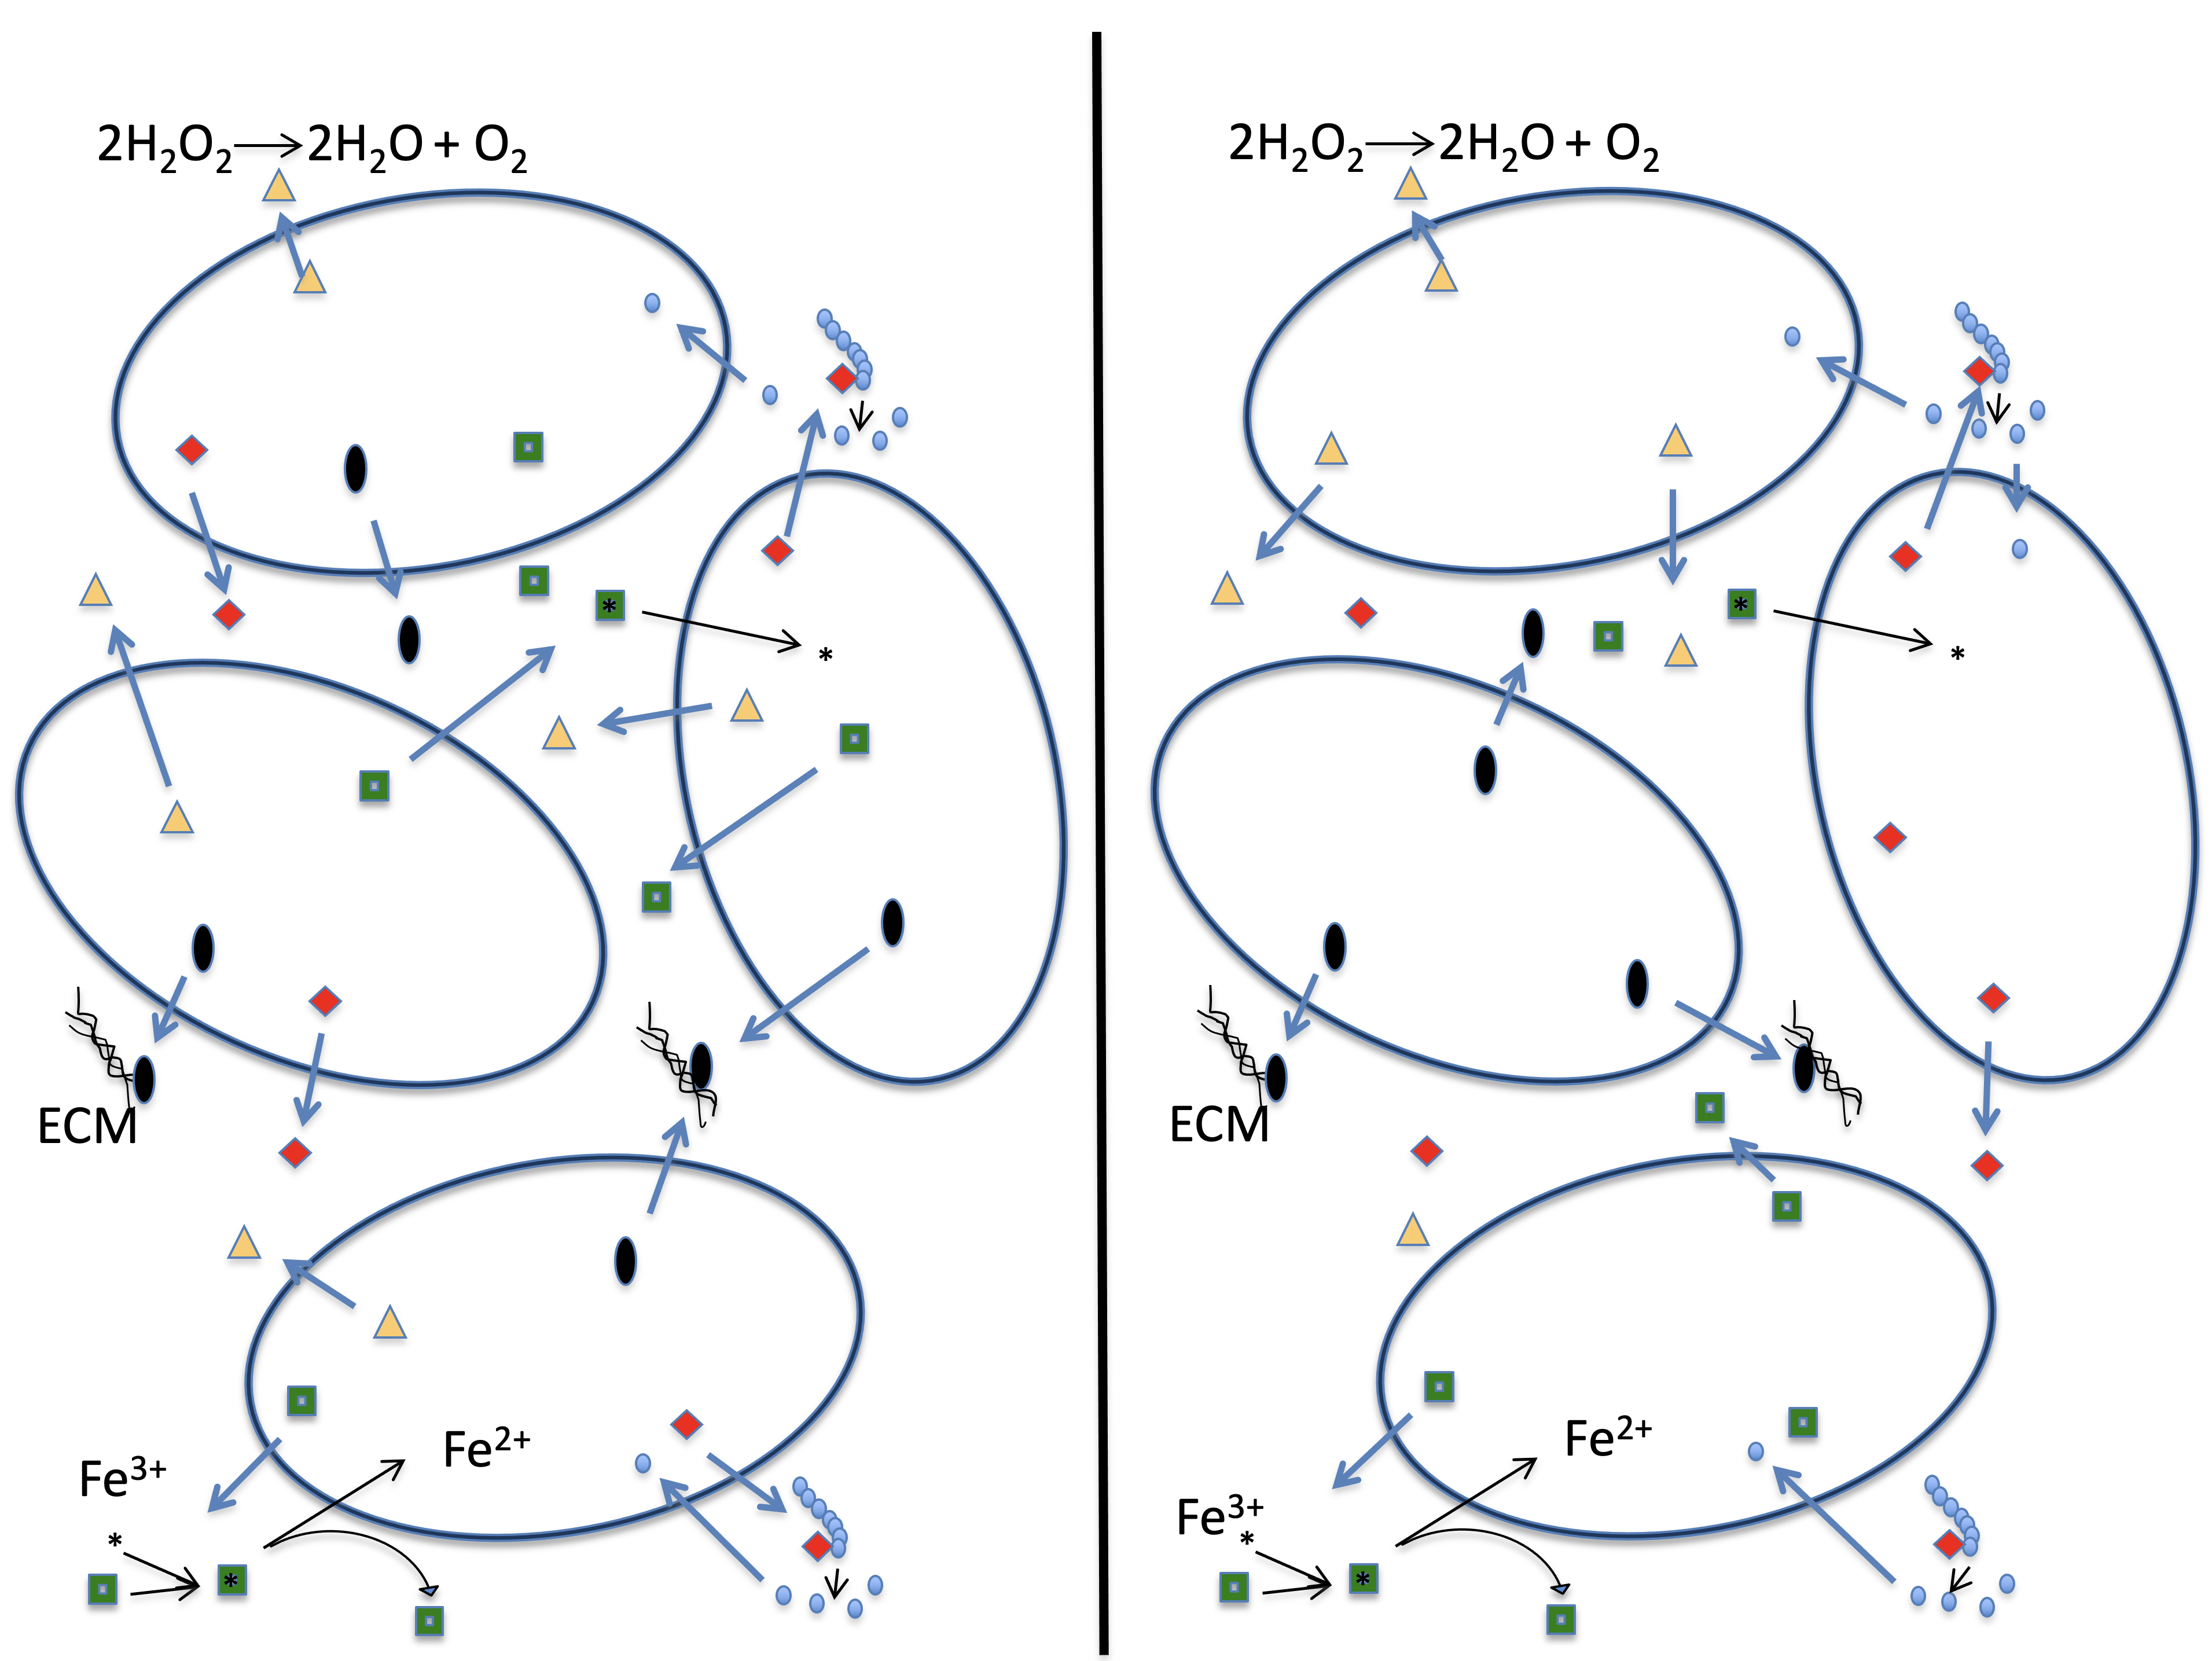 2H₂O₂→2H₂O + O₂
*
*
ECM
Fe²⁺
Fe³⁺
*
*
2H₂O₂→2H₂O + O₂
*
*
ECM
Fe²⁺
Fe³⁺
*
*